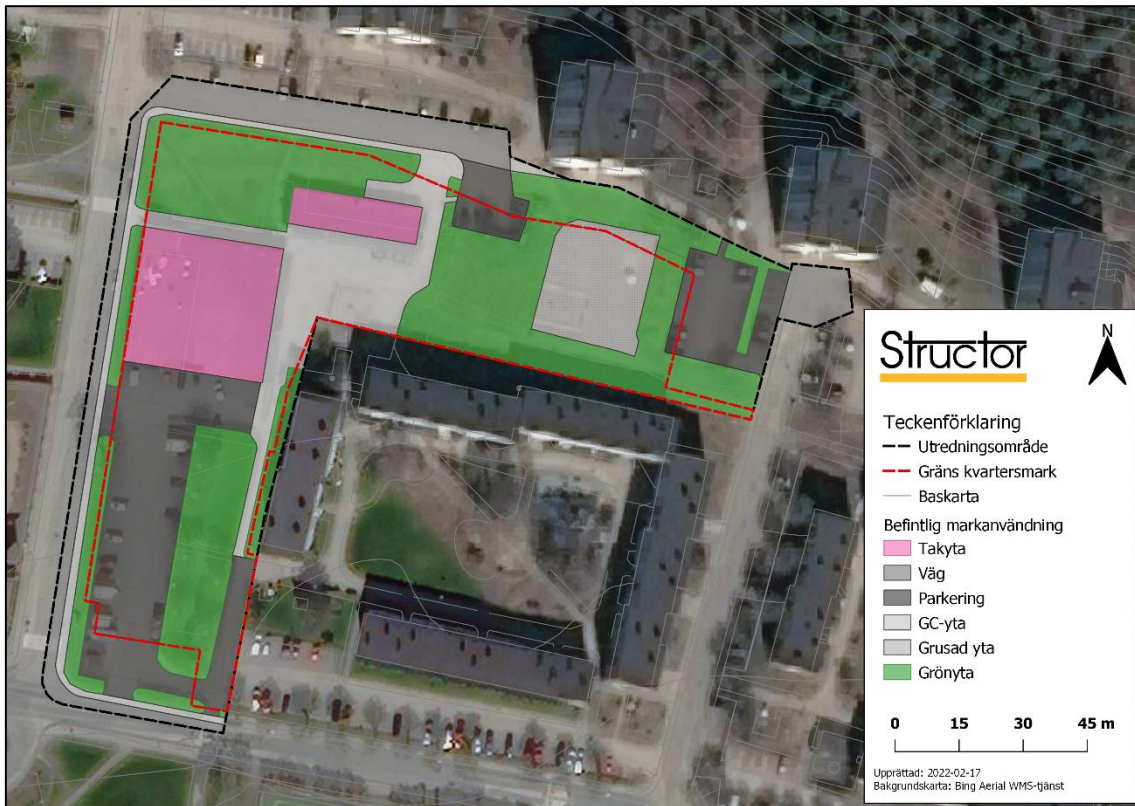 Structor
N
Teckenförklaring
Utredningsområde
Gräns kvartersmark
Baskarta
Befintlig markanvändning
Takyta
Väg
Parkering
GC-yta
Grusad yta
Grönyta
0 15 30 45 m
Upprättad: 2022-02-17
Bakgrundskarta: Bing Aerial WMS-tjänst